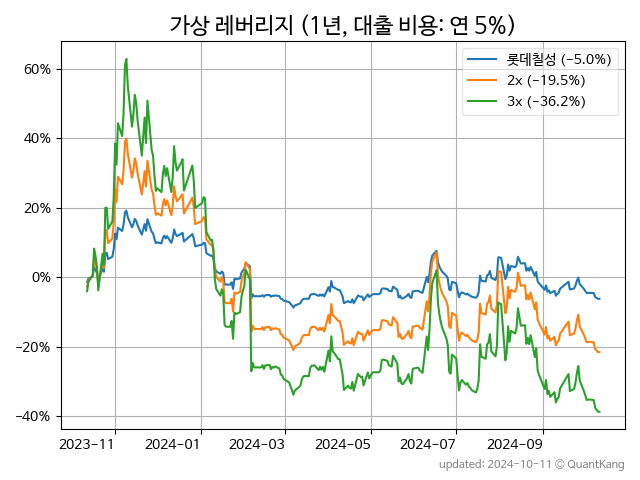 가상 레버리지 (1년, 대출 비용: 연 5%)
롯데칠성 (−5.0%)
2x (−19.5%)
3x (−36.2%)
60%
40%
20%
0%
−20%
−40%
2023-11 2024-01 2024-03 2024-05 2024-07 2024-09
updated: 2024-10-11 © QuantKang